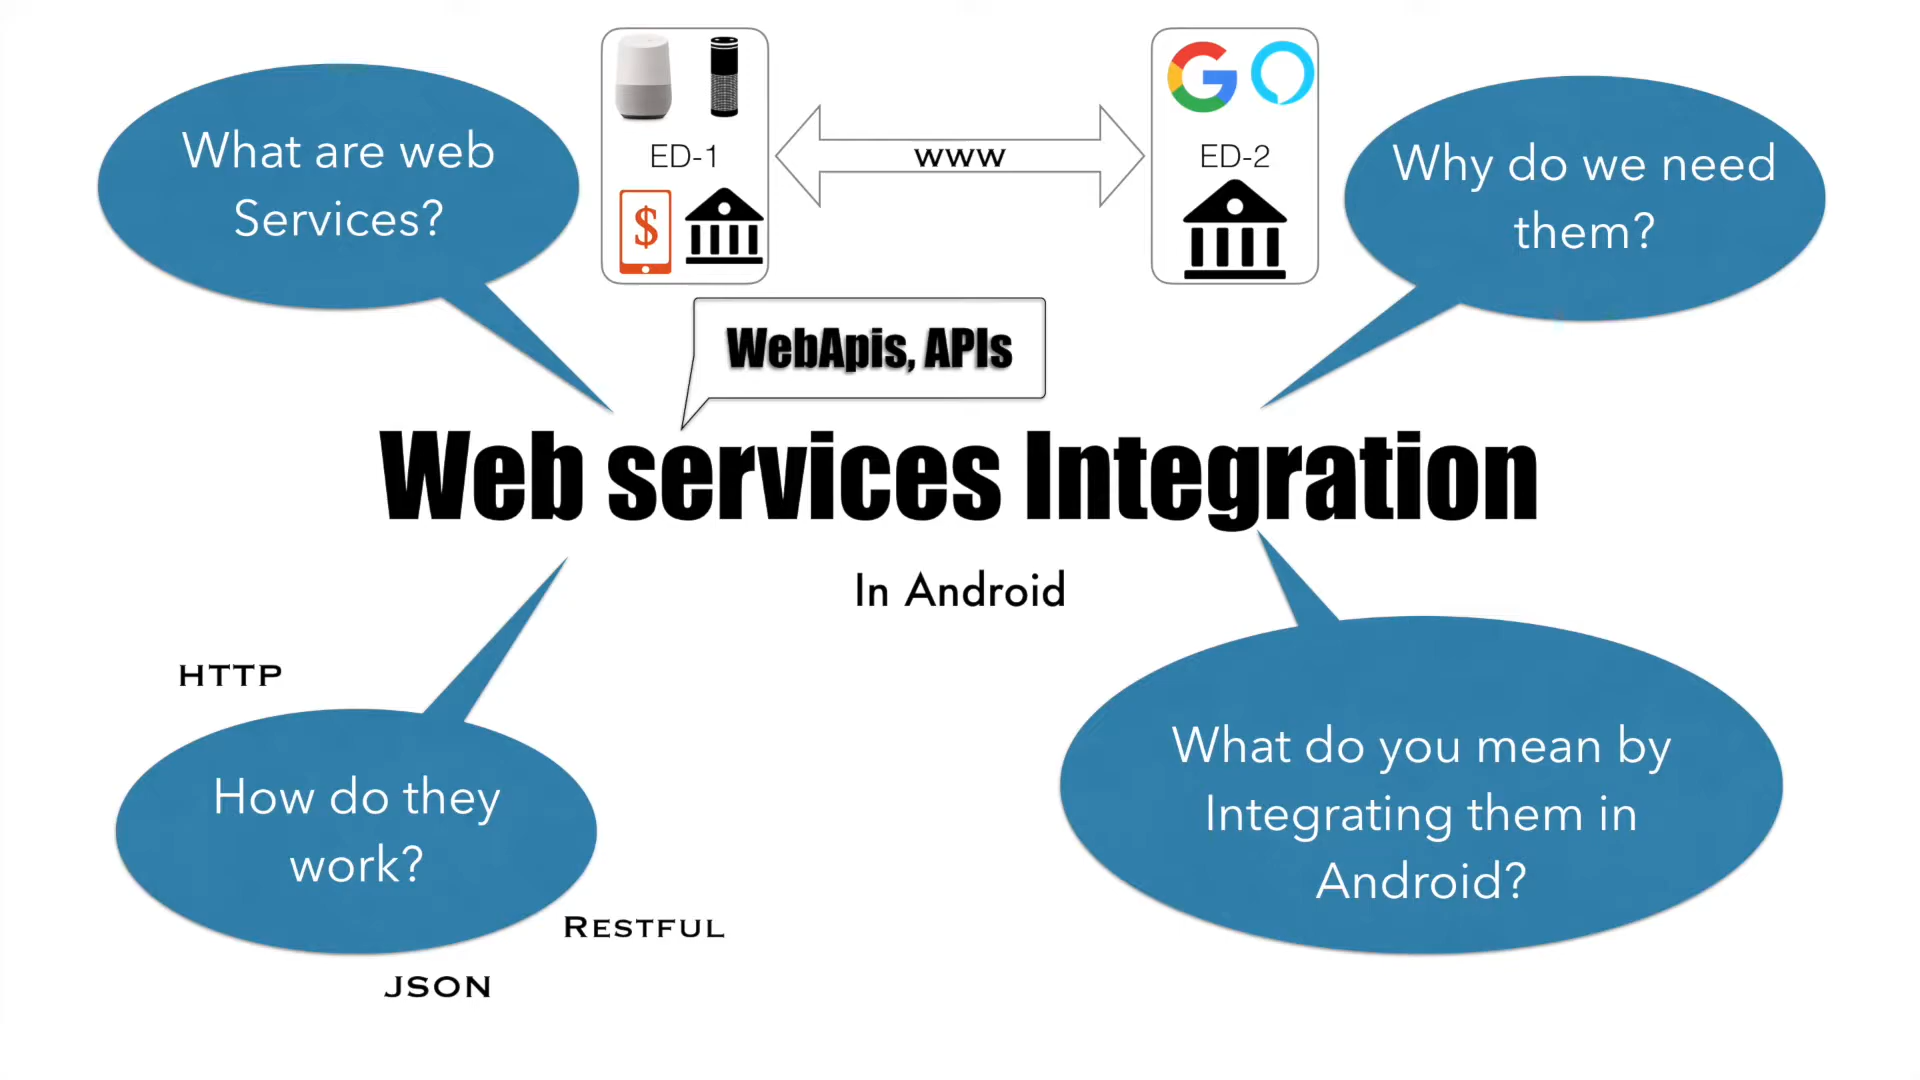 What are web
Services?
ED-1
$
www
ED-2
Why do we need
them?
WebApis, APIs
Web services Integration
In Android
HTTP
How do they
work?
RESTFUL
JSON
What do you mean by
Integrating them in
Android?